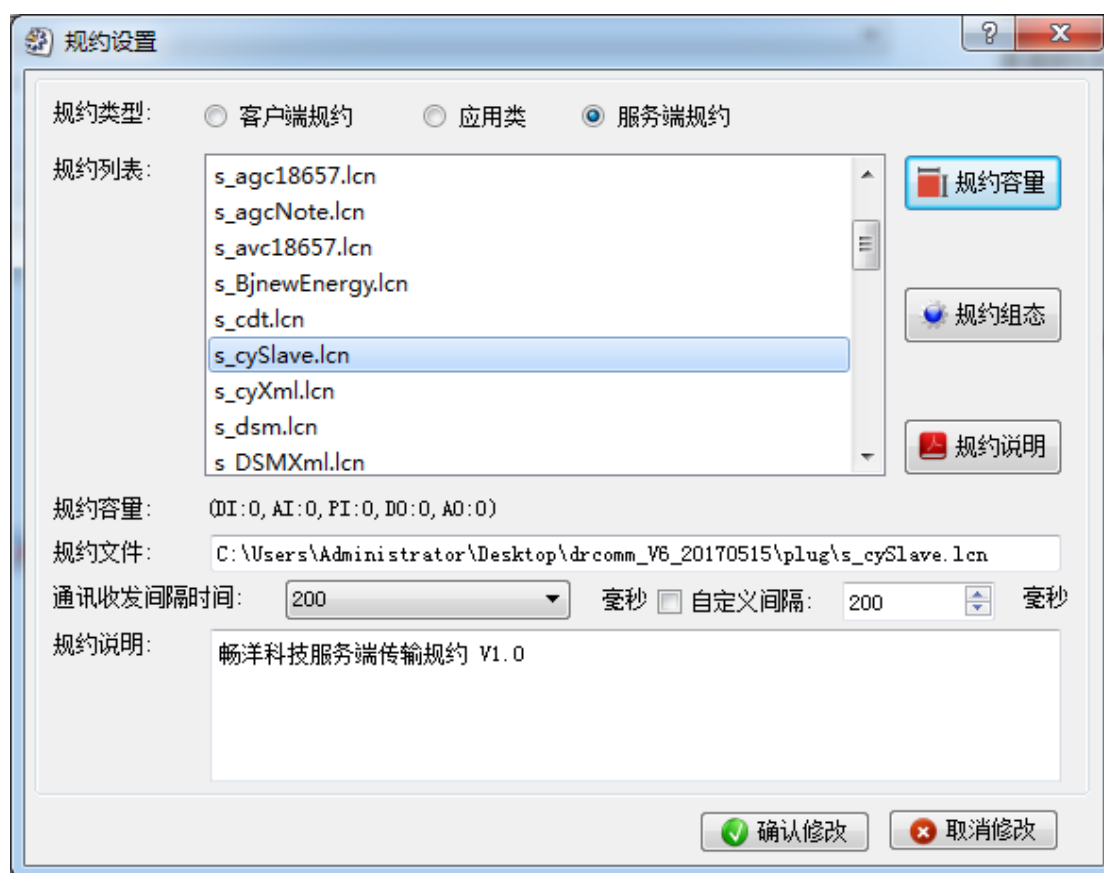 规约设置
规约类型: 客户端规约 应用类 服务端规约
规约列表:
s_agc18657.lcn
s_agcNote.lcn
s_avc18657.lcn
s_BjnewEnergy.lcn
s_cdt.lcn
s_cySlave.lcn
s_cyXml.lcn
s_dsm.lcn
s_DSMXml.lcn
规约容量
规约组态
规约说明
规约容量: (DI:0, AI:0, PI:0, DO:0, AO:0)
规约文件: C:\Users\Administrator\Desktop\drcomm_V6_20170515\plug\s_cySlave.lcn
通讯收发间隔时间: 200 毫秒 自定义间隔: 200 毫秒
规约说明: 畅洋科技服务端传输规约 V1.0
确认修改 取消修改